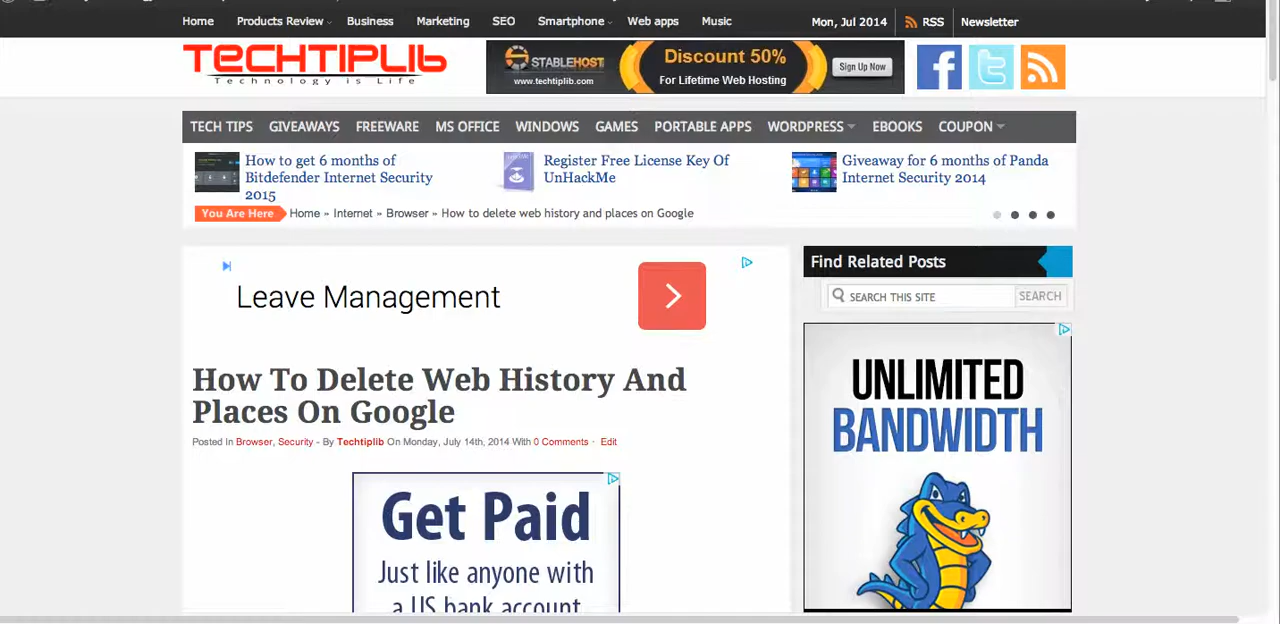 Home Products Review Business Marketing SEO Smartphone Web apps Music Mon, Jul 2014 RSS Newsletter
TECHTIPLIB
Technology is Life
STABLEHOST
www.techtiplib.com
Discount 50%
For Lifetime Web Hosting
Sign Up Now
TECH TIPS GIVEAWAYS FREEWARE MS OFFICE WINDOWS GAMES PORTABLE APPS WORDPRESS EBOOKS COUPON
How to get 6 months of
Bitdefender Internet Security
2015
Register Free License Key Of
UnHackMe
Giveaway for 6 months of Panda
Internet Security 2014
You Are Here Home » Internet » Browser » How to delete web history and places on Google
Leave Management
Find Related Posts
SEARCH THIS SITE SEARCH
How To Delete Web History And
Places On Google
Posted In Browser, Security - By Techtiplib On Monday, July 14th, 2014 With 0 Comments · Edit
Get Paid
Just like anyone with
a US bank account
UNLIMITED
BANDWIDTH